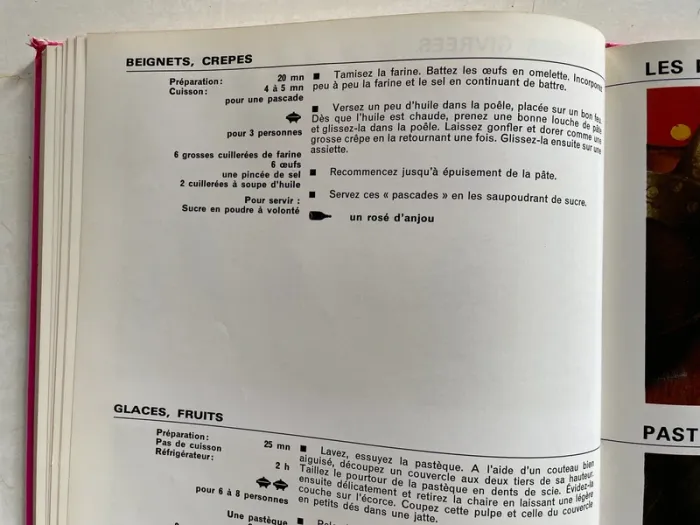 BEIGNETS, CREPES
Préparation: 20 mn
Cuisson: 4 à 5 mn
pour une pascade
pour 3 personnes
6 grosses cuillerées de farine
6 œufs
une pincée de sel
2 cuillerées à soupe d'huile
Pour servir :
Sucre en poudre à volonté
■ Tamisez la farine. Battez les œufs en omelette. Incorporez
peu à peu la farine et le sel en continuant de battre.
■ Versez un peu d'huile dans la poêle, placée sur un bon feu.
Dès que l'huile est chaude, prenez une bonne louche de pâte
et glissez-la dans la poêle. Laissez gonfler et dorer comme une
grosse crêpe en la retournant une fois. Glissez-la ensuite sur une
assiette.
■ Recommencez jusqu'à épuisement de la pâte.
■ Servez ces « pascades » en les saupoudrant de sucre.
un rosé d'anjou
GLACES, FRUITS
Préparation: 25 mn
Pas de cuisson
Réfrigérateur: 2 h
pour 6 à 8 personnes
Une pastèque
■ Lavez, essuyez la pastèque. A l'aide d'un couteau bien
aiguisé, découpez un couvercle aux deux tiers de sa hauteur.
Taillez le pourtour de la pastèque en dents de scie. Évidez-la
ensuite délicatement et retirez la chaire en laissant une légère
couche sur l'écorce. Coupez cette pulpe et celle du couvercle
en petits dés dans une jatte.
LES
PAST